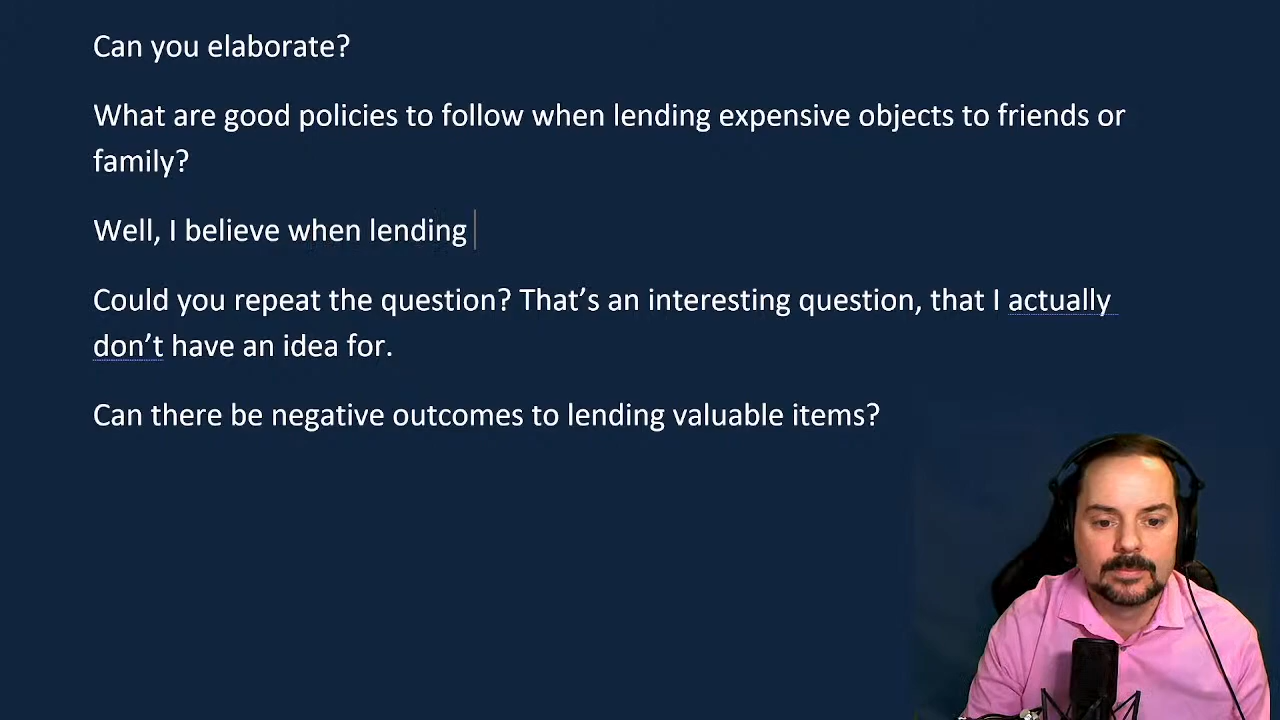 Can you elaborate?
What are good policies to follow when lending expensive objects to friends or
family?
Well, I believe when lending
Could you repeat the question? That’s an interesting question, that I actually
don’t have an idea for.
Can there be negative outcomes to lending valuable items?